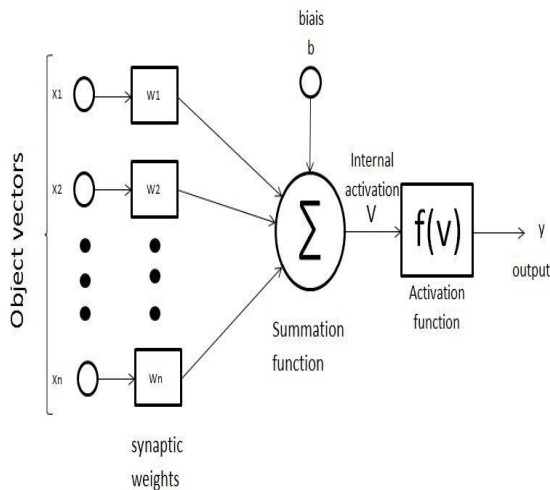 biais
b
Object vectors
X1
W1
X2
W2
Xn
Wn
synaptic
weights
Σ
Summation
function
Internal
activation
V
f(v)
Activation
function
y
output